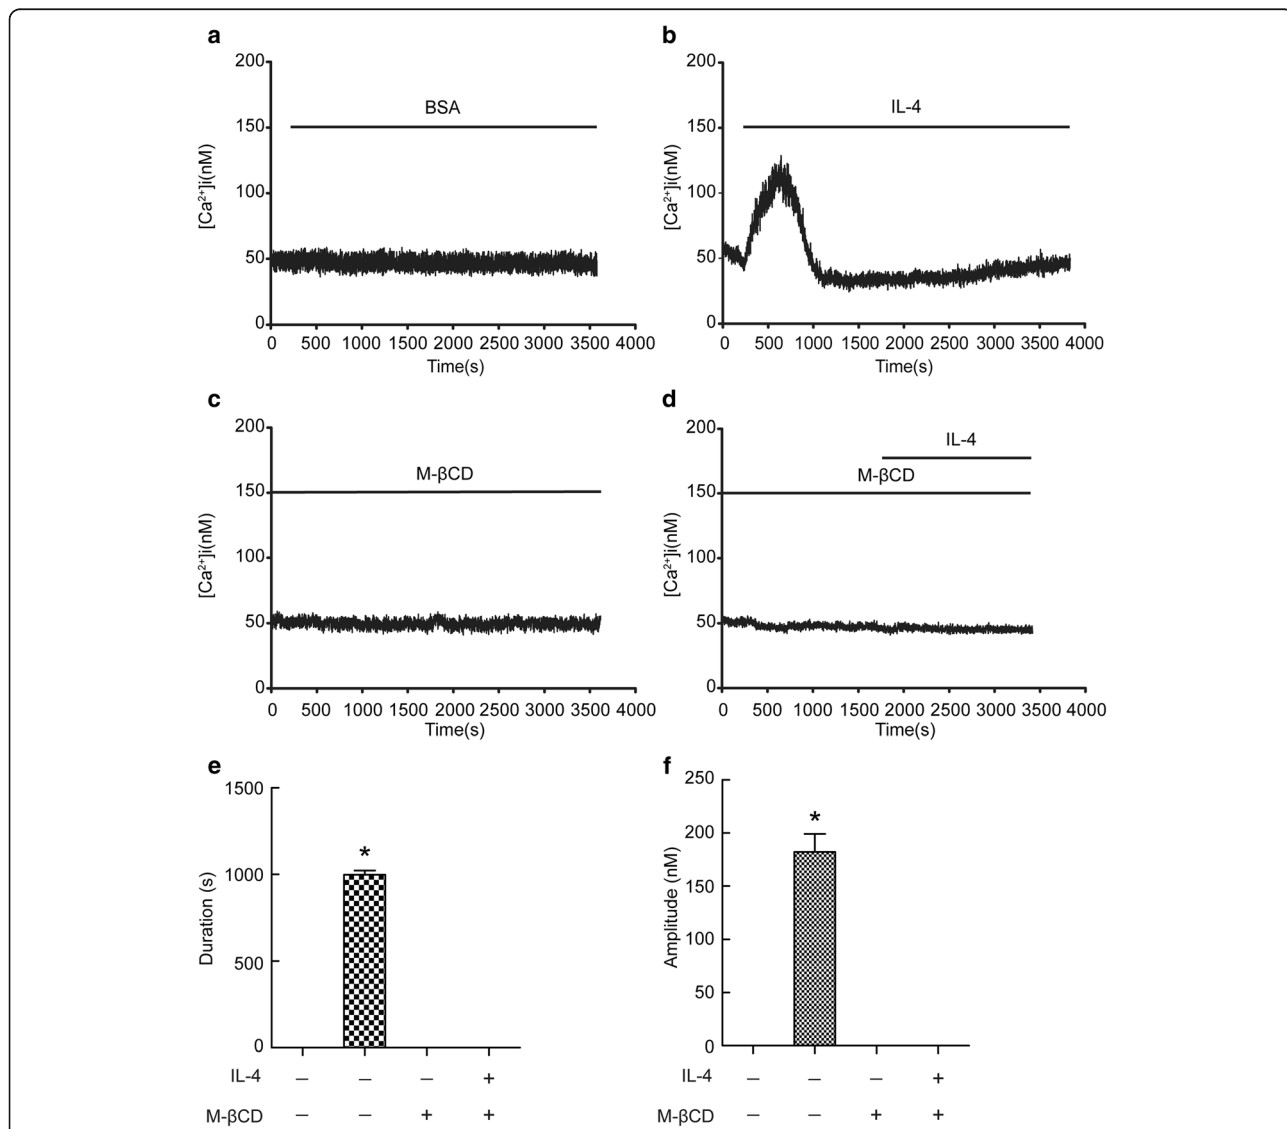 a
200
150
100
50
0
[Ca²⁺]i(nM)
BSA
0 500 1000 1500 2000 2500 3000 3500 4000
Time(s)
b
200
150
100
50
0
[Ca²⁺]i(nM)
IL-4
0 500 1000 1500 2000 2500 3000 3500 4000
Time(s)
c
200
150
100
50
0
[Ca²⁺]i(nM)
M-βCD
0 500 1000 1500 2000 2500 3000 3500 4000
Time(s)
d
200
150
100
50
0
[Ca²⁺]i(nM)
IL-4
M-βCD
0 500 1000 1500 2000 2500 3000 3500 4000
Time(s)
e
1500
1000
500
0
Duration (s)
*
IL-4 – – – +
M-βCD – – + +
f
250
200
150
100
50
0
Amplitude (nM)
*
IL-4 – – – +
M-βCD – – + +